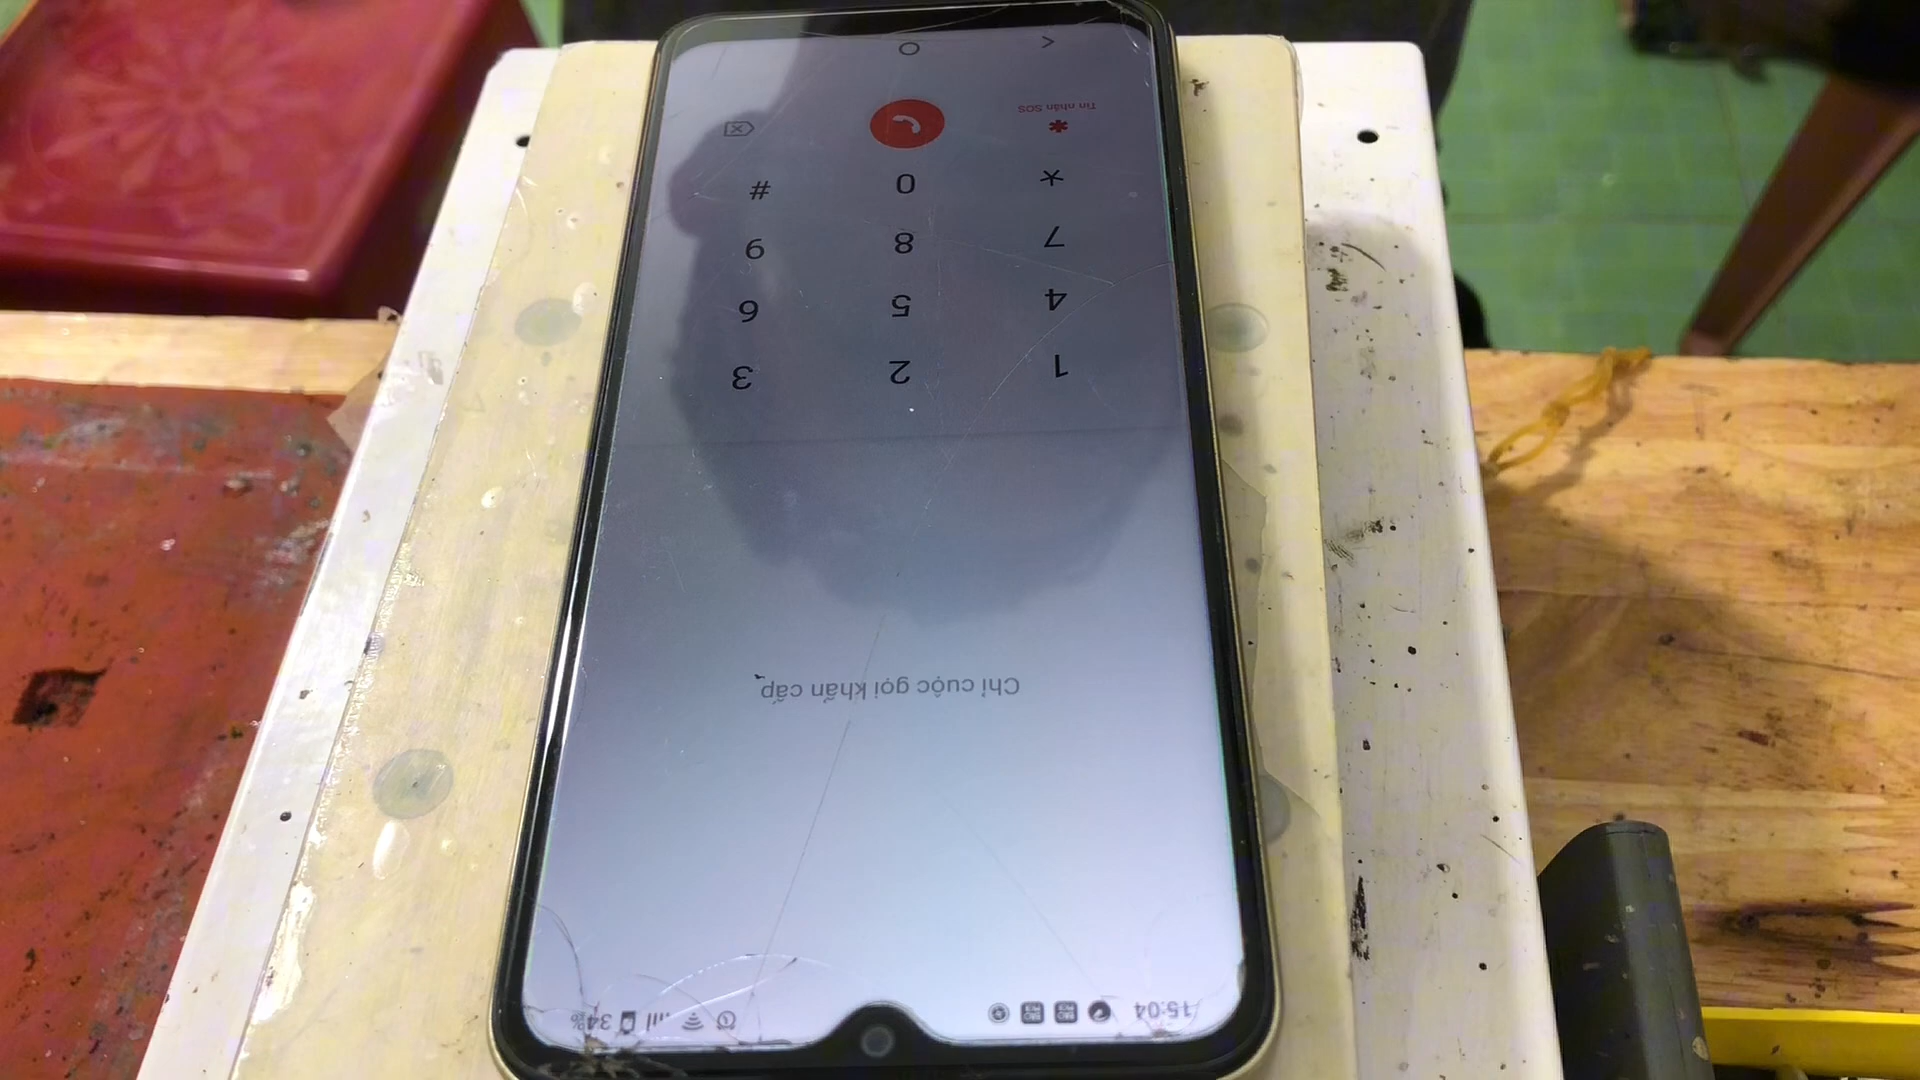 15:04
34%
Chỉ cuộc gọi khẩn cấp
1 2 3
4 5 6
7 8 9
* 0 #
Tin nhắn SOS